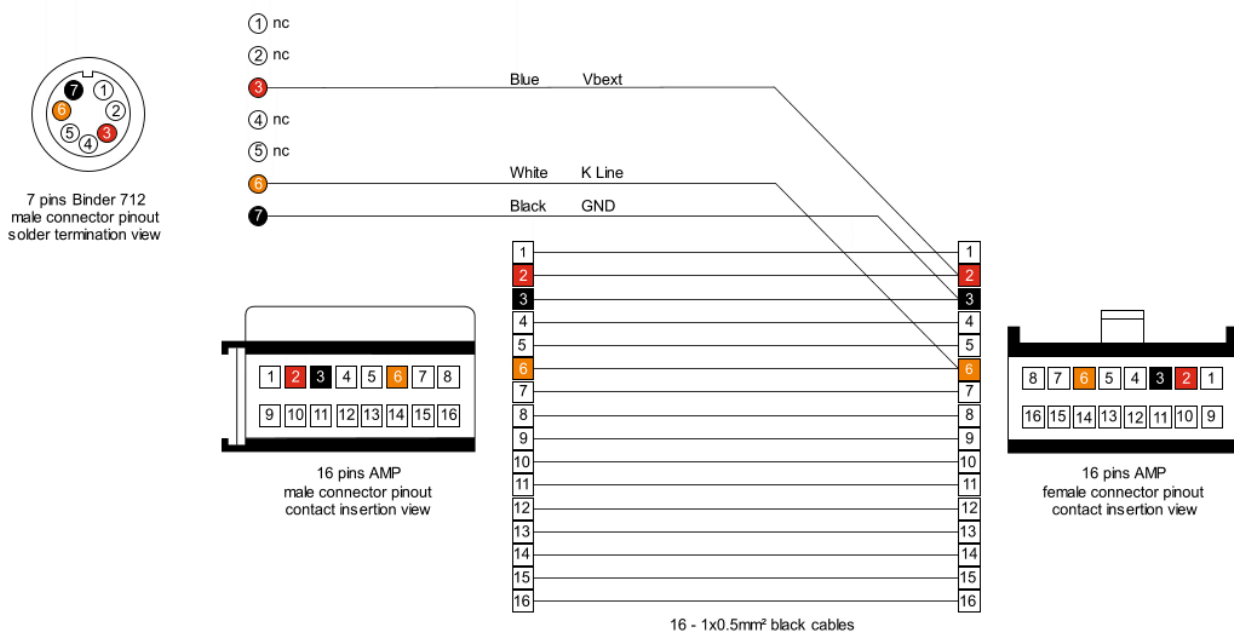 1 nc
2 nc
3 Blue Vbext
4 nc
5 nc
6 White K Line
7 Black GND
7 1
6 2
5 3
4
7 pins Binder 712
male connector pinout
solder termination view
1 1
2 2
3 3
4 4
5 5
6 6
7 7
8 8
9 9
10 10
11 11
12 12
13 13
14 14
15 15
16 16
16 - 1x0.5mm² black cables
1 2 3 4 5 6 7 8
9 10 11 12 13 14 15 16
16 pins AMP
male connector pinout
contact insertion view
8 7 6 5 4 3 2 1
16 15 14 13 12 11 10 9
16 pins AMP
female connector pinout
contact insertion view